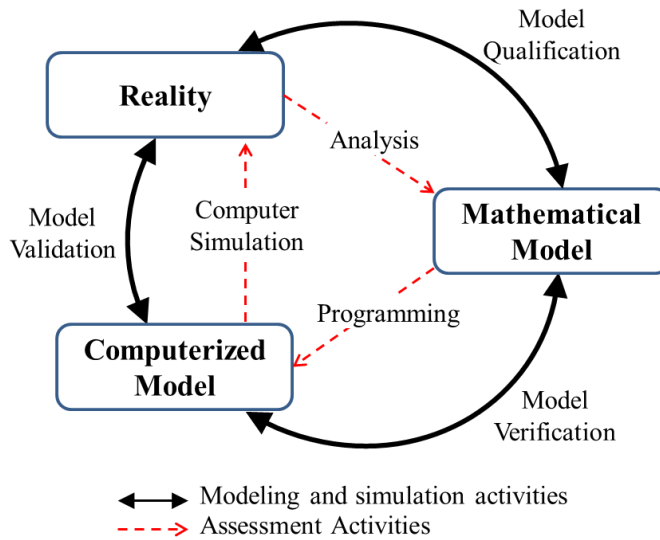 Model
Qualification
Reality
Analysis
Model
Validation
Computer
Simulation
Mathematical
Model
Programming
Computerized
Model
Model
Verification
Modeling and simulation activities
Assessment Activities